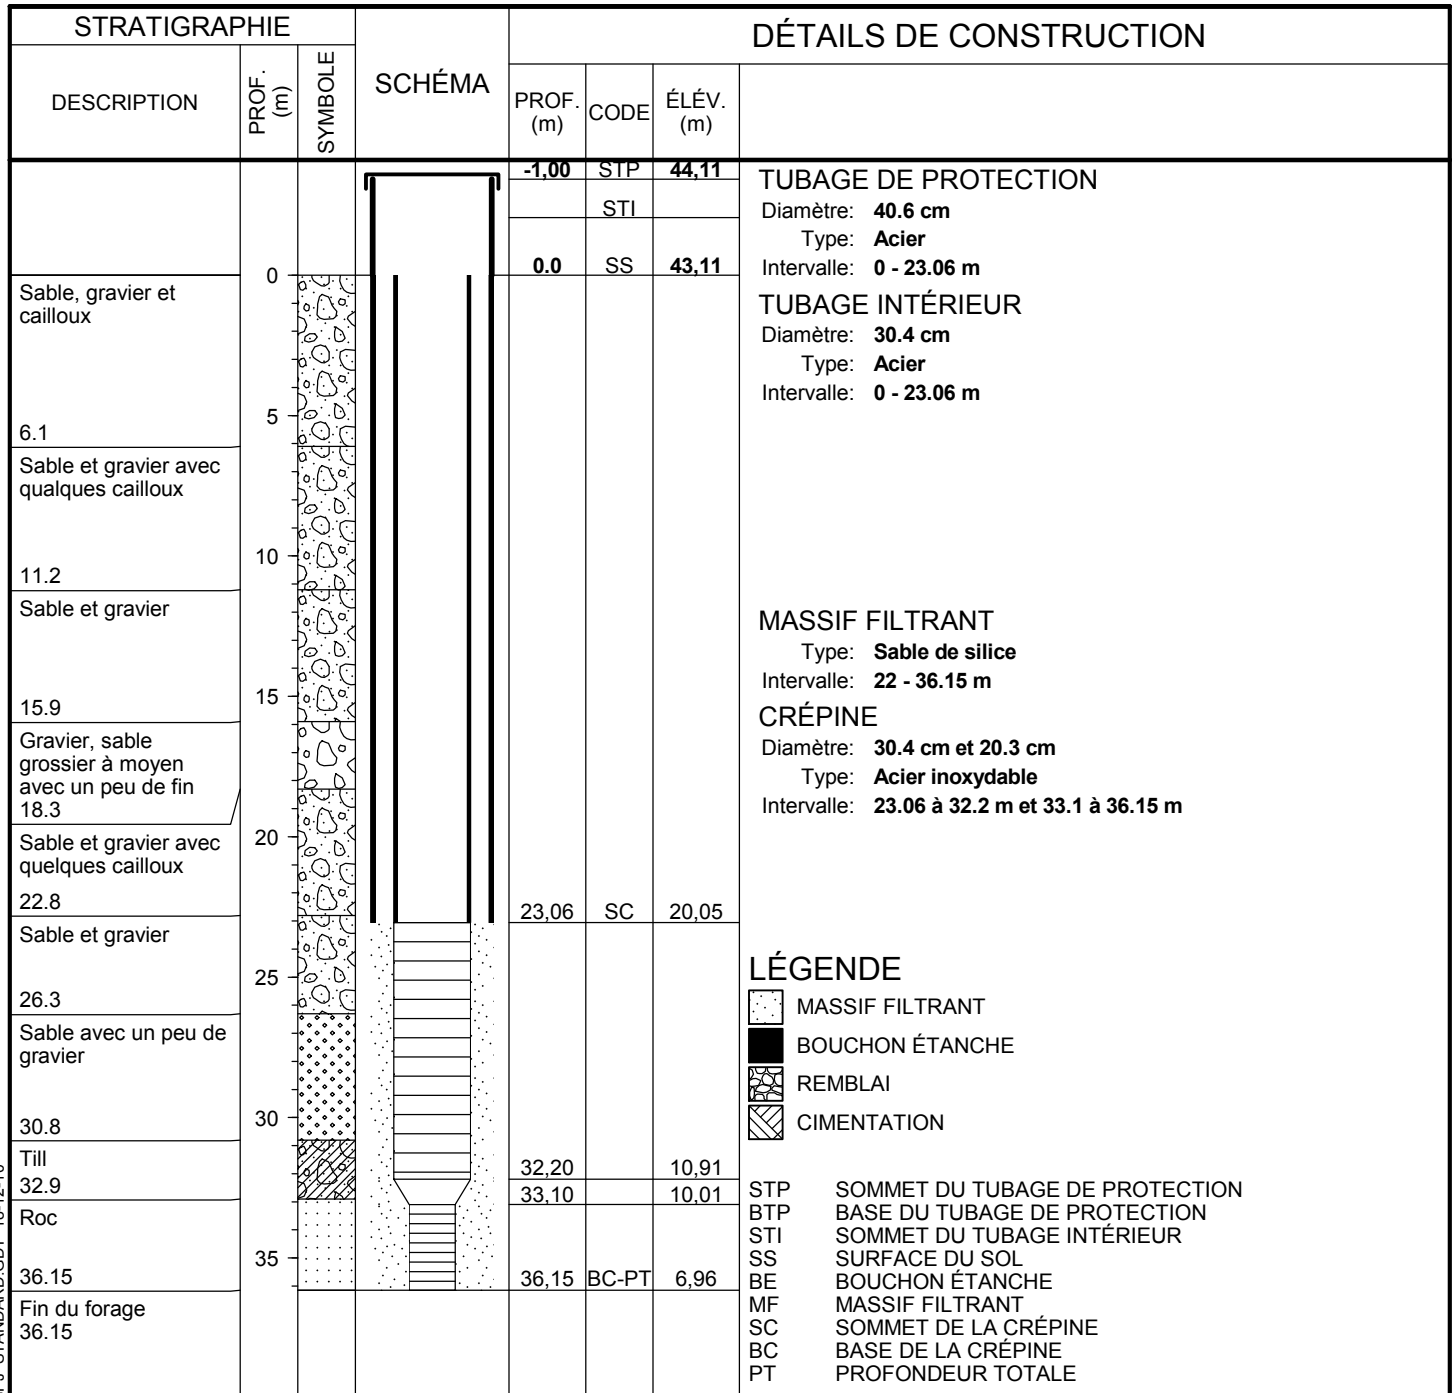 STRATIGRAPHIE
DESCRIPTION
PROF. (m)
SYMBOLE
SCHÉMA
DÉTAILS DE CONSTRUCTION
PROF. (m)
CODE
ÉLÉV. (m)
-1,00 STP 44,11
STI
0.0 SS 43,11
23,06 SC 20,05
32,20 10,91
33,10 10,01
36,15 BC-PT 6,96
Sable, gravier et
cailloux
6.1
Sable et gravier avec
qualques cailloux
11.2
Sable et gravier
15.9
Gravier, sable
grossier à moyen
avec un peu de fin
18.3
Sable et gravier avec
quelques cailloux
22.8
Sable et gravier
26.3
Sable avec un peu de
gravier
30.8
Till
32.9
Roc
36.15
Fin du forage
36.15
0
5
10
15
20
25
30
35
TUBAGE DE PROTECTION
Diamètre: 40.6 cm
Type: Acier
Intervalle: 0 - 23.06 m
TUBAGE INTÉRIEUR
Diamètre: 30.4 cm
Type: Acier
Intervalle: 0 - 23.06 m
MASSIF FILTRANT
Type: Sable de silice
Intervalle: 22 - 36.15 m
CRÉPINE
Diamètre: 30.4 cm et 20.3 cm
Type: Acier inoxydable
Intervalle: 23.06 à 32.2 m et 33.1 à 36.15 m
LÉGENDE
MASSIF FILTRANT
BOUCHON ÉTANCHE
REMBLAI
CIMENTATION
STP SOMMET DU TUBAGE DE PROTECTION
BTP BASE DU TUBAGE DE PROTECTION
STI SOMMET DU TUBAGE INTÉRIEUR
SS SURFACE DU SOL
BE BOUCHON ÉTANCHE
MF MASSIF FILTRANT
SC SOMMET DE LA CRÉPINE
BC BASE DE LA CRÉPINE
PT PROFONDEUR TOTALE